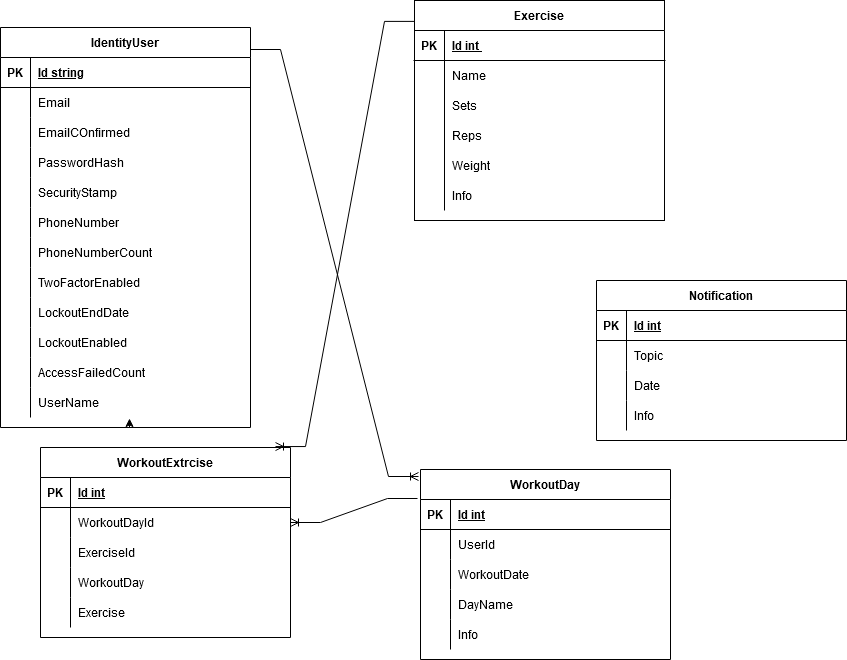 IdentityUser
PK Id string
Email
EmailCOnfirmed
PasswordHash
SecurityStamp
PhoneNumber
PhoneNumberCount
TwoFactorEnabled
LockoutEndDate
LockoutEnabled
AccessFailedCount
UserName
Exercise
PK Id int
Name
Sets
Reps
Weight
Info
Notification
PK Id int
Topic
Date
Info
WorkoutExtrcise
PK Id int
WorkoutDayId
ExerciseId
WorkoutDay
Exercise
WorkoutDay
PK Id int
UserId
WorkoutDate
DayName
Info